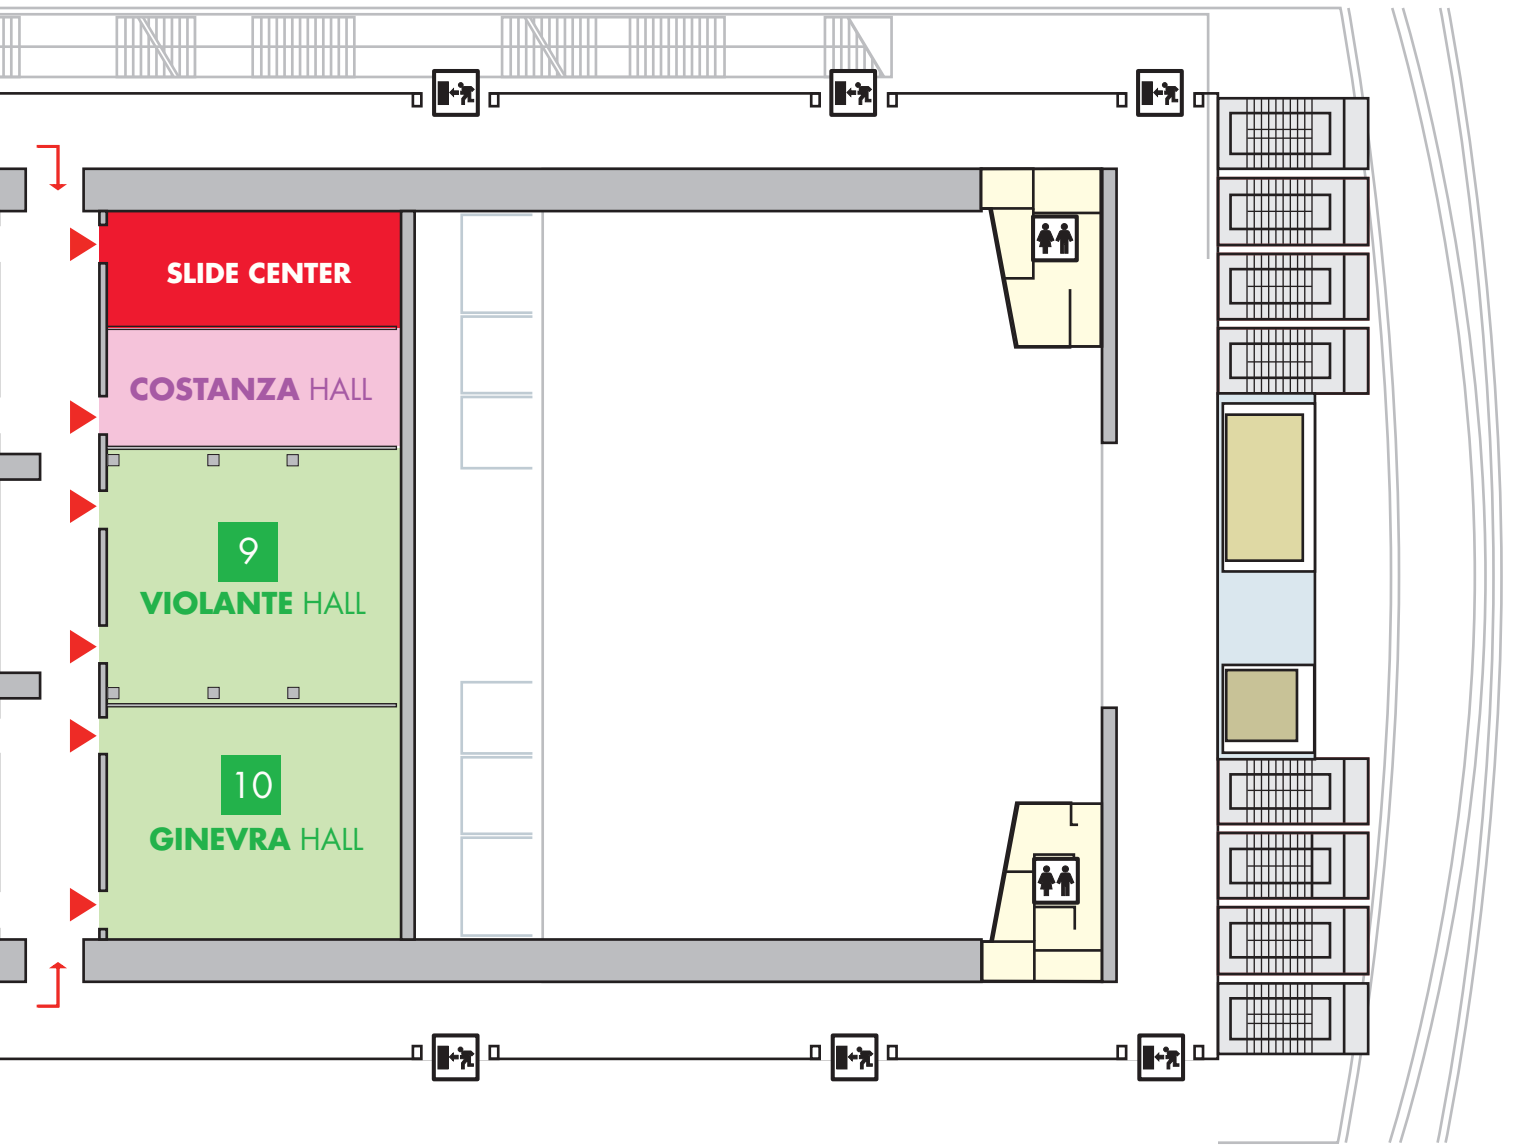 SLIDE CENTER
COSTANZA HALL
9
VIOLANTE HALL
10
GINEVRA HALL